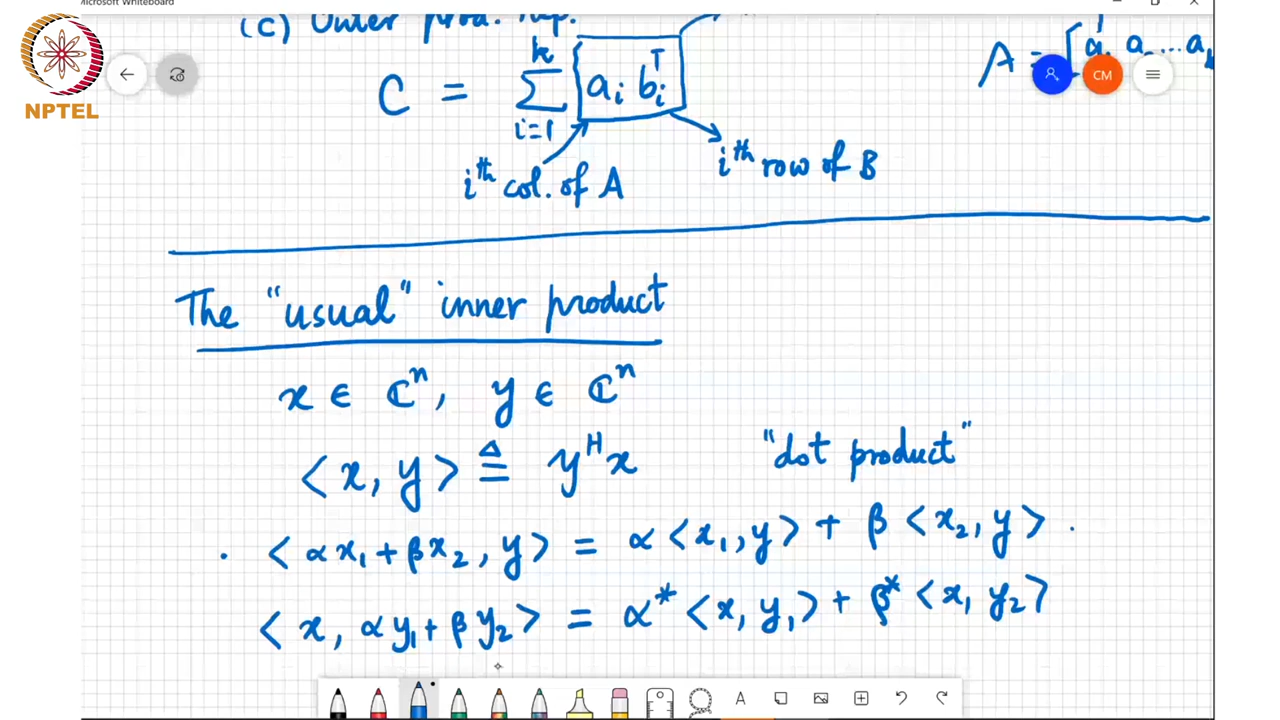 Microsoft Whiteboard
NPTEL
(c) Outer prod. rep.
C = ∑_{i=1}^{k} a_i b_i^T
A = [a_1 a_2 ... a_k
i^th col. of A
i^th row of B
CM
The "usual" inner product
x ∈ ℂ^n, y ∈ ℂ^n
<x, y> ≜ y^H x "dot product"
. <αx_1 + βx_2, y> = α<x_1, y> + β<x_2, y> .
<x, αy_1 + βy_2> = α*<x, y_1> + β*<x, y_2>
A